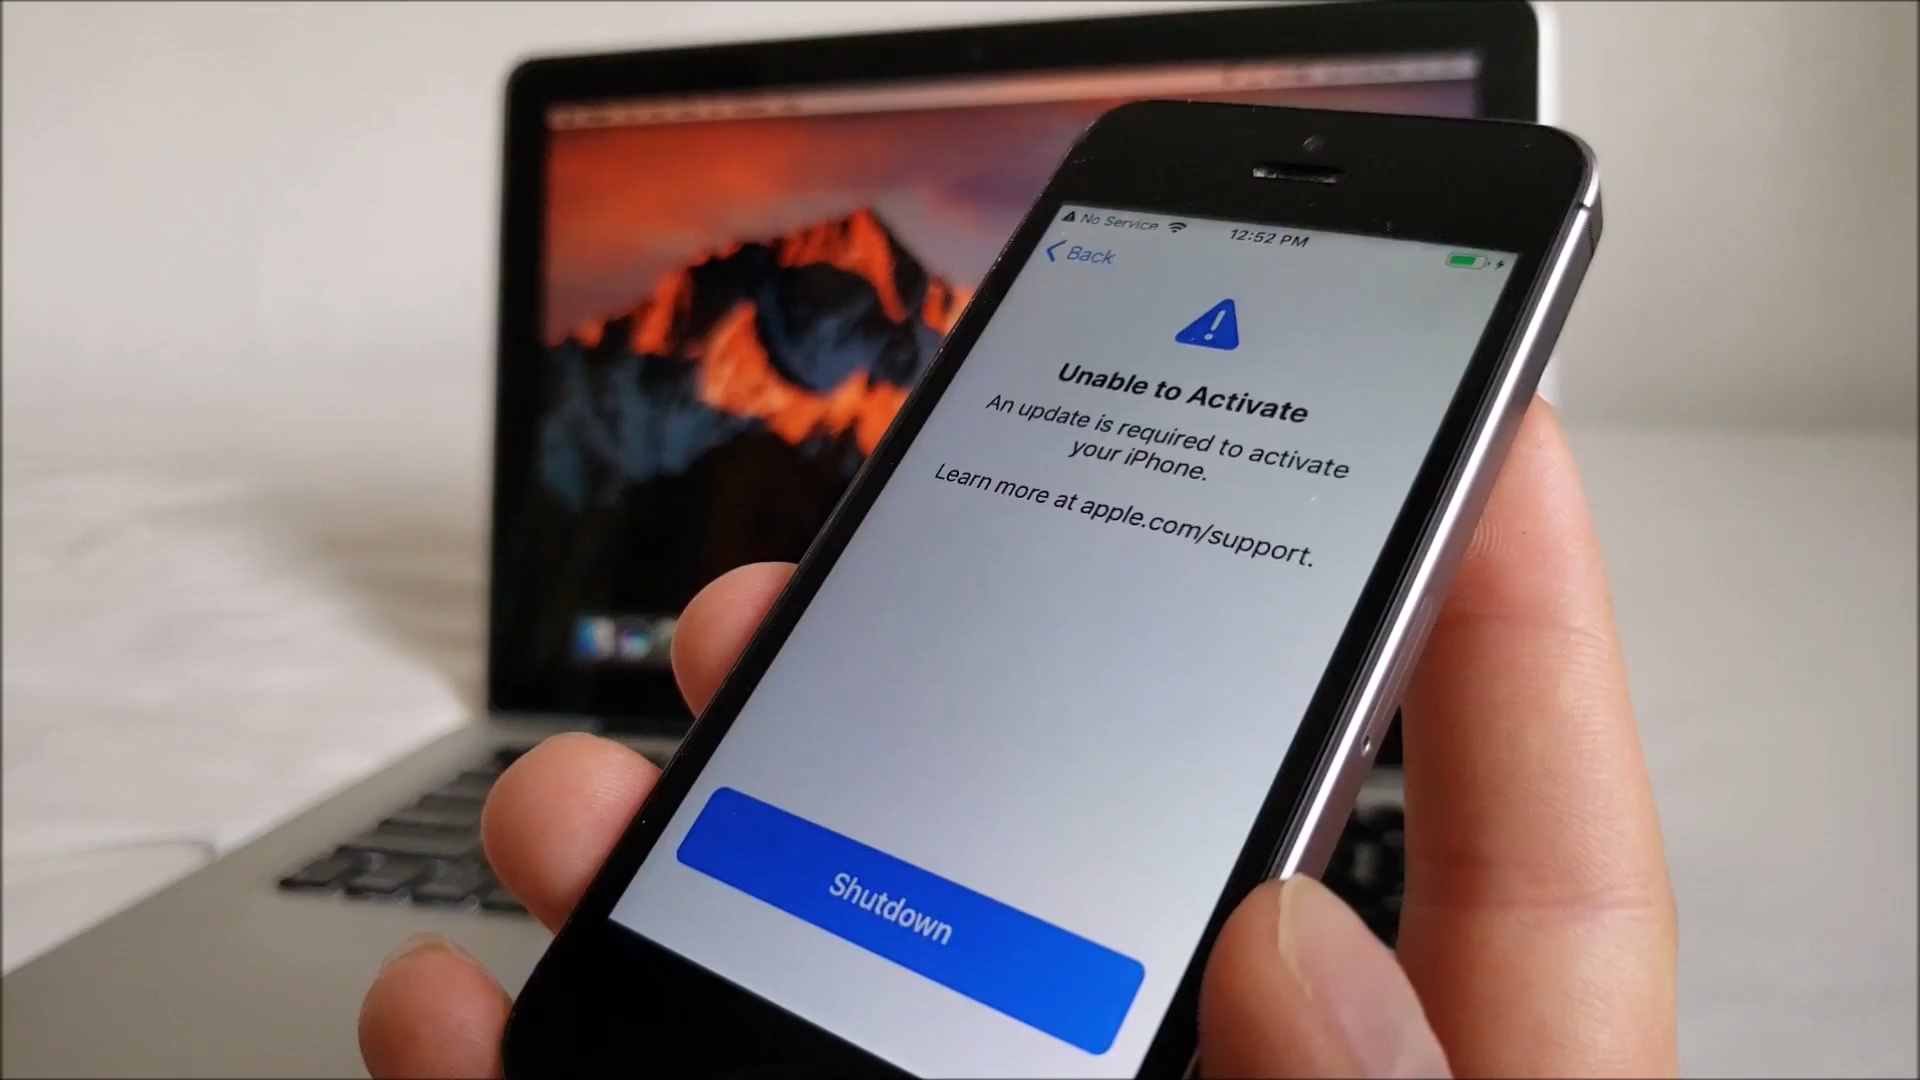 No Service 12:52 PM
Back
Unable to Activate
An update is required to activate
your iPhone.
Learn more at apple.com/support.
Shutdown